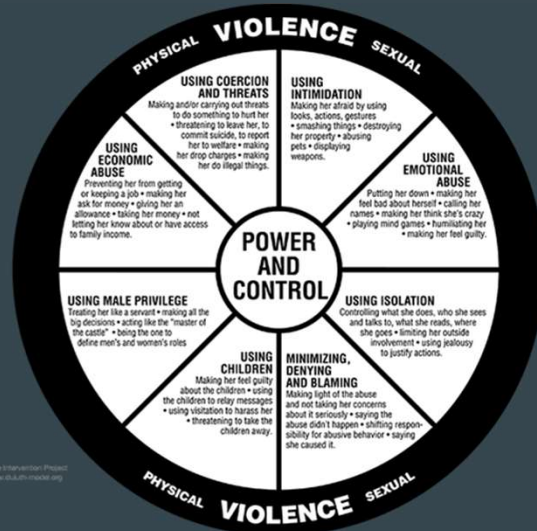 PHYSICAL VIOLENCE SEXUAL
USING COERCION
AND THREATS
Making and/or carrying out threats
to do something to hurt her
• threatening to leave her, to
commit suicide, to report
her to welfare • making
her drop charges • making
her do illegal things.
USING
INTIMIDATION
Making her afraid by using
looks, actions, gestures
• smashing things • destroying
her property • abusing
pets • displaying
weapons.
USING
ECONOMIC
ABUSE
Preventing her from getting
or keeping a job • making her
ask for money • giving her an
allowance • taking her money • not
letting her know about or have access
to family income.
USING
EMOTIONAL
ABUSE
Putting her down • making her
feel bad about herself • calling her
names • making her think she's crazy
• playing mind games • humiliating her
• making her feel guilty.
POWER
AND
CONTROL
USING MALE PRIVILEGE
Treating her like a servant • making all the
big decisions • acting like the "master of
the castle" • being the one to
define men's and women's roles
USING ISOLATION
Controlling what she does, who she sees
and talks to, what she reads, where
she goes • limiting her outside
involvement • using jealousy
to justify actions.
USING
CHILDREN
Making her feel guilty
about the children • using
the children to relay messages
• using visitation to harass her
• threatening to take the
children away.
MINIMIZING,
DENYING
AND BLAMING
Making light of the abuse
and not taking her concerns
about it seriously • saying the
abuse didn't happen • shifting respon-
sibility for abusive behavior • saying
she caused it.
Intervention Project
PHYSICAL VIOLENCE SEXUAL